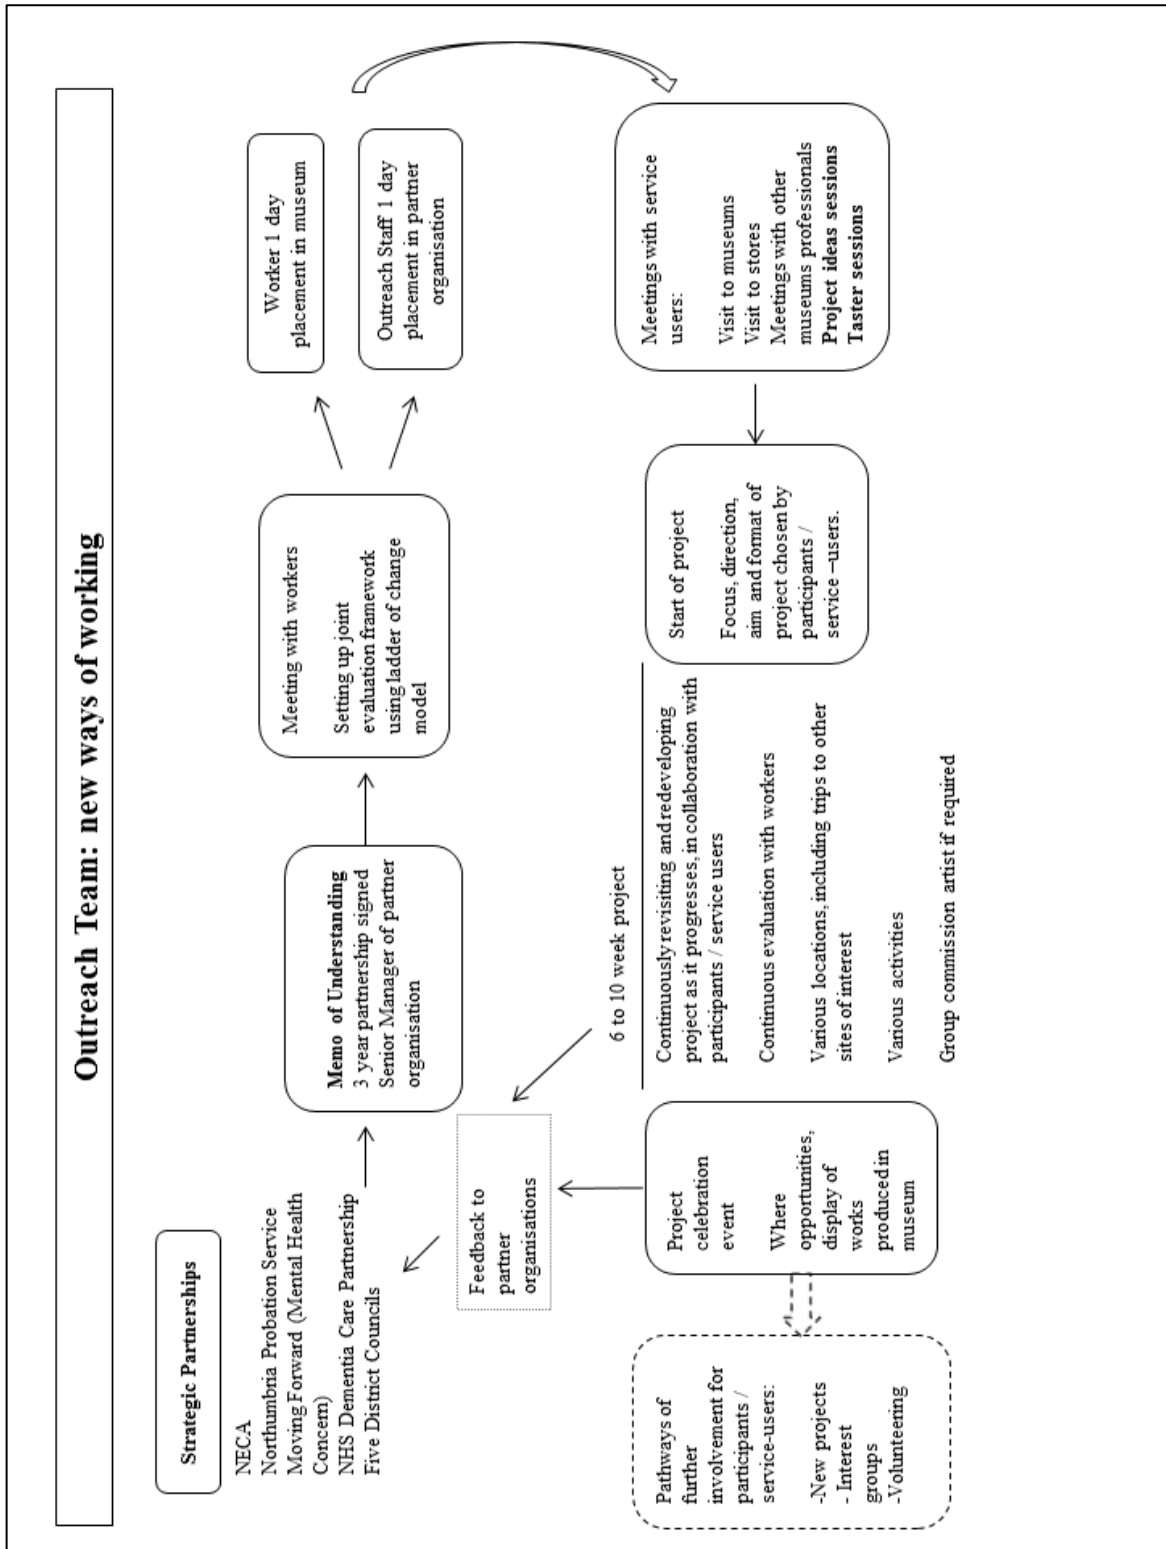 Outreach Team: new ways of working
Strategic Partnerships
NECA
Northumbria Probation Service
Moving Forward (Mental Health
Concern)
NHS Dementia Care Partnership
Five District Councils
Memo of Understanding
3 year partnership signed
Senior Manager of partner
organisation
Meeting with workers
Setting up joint
evaluation framework
using ladder of change
model
Worker 1 day
placement in museum
Outreach Staff 1 day
placement in partner
organisation
Meetings with service
users:
Visit to museums
Visit to stores
Meetings with other
museums professionals
Project ideas sessions
Taster sessions
Start of project
Focus, direction,
aim and format of
project chosen by
participants /
service –users.
6 to 10 week project
Continuously revisiting and redeveloping
project as it progresses, in collaboration with
participants / service users
Continuous evaluation with workers
Various locations, including trips to other
sites of interest
Various activities
Group commission artist if required
Feedback to
partner
organisations
Project
celebration
event
Where
opportunities,
display of
works
produced in
museum
Pathways of
further
involvement for
participants /
service-users:
-New projects
- Interest
groups
-Volunteering